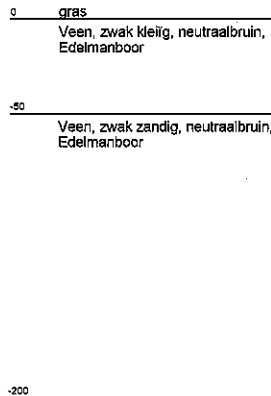 0 gras
Veen, zwak kleiïg, neutraalbruin,
Edelmanboor
-50
Veen, zwak zandig, neutraalbruin,
Edelmanboor
-200